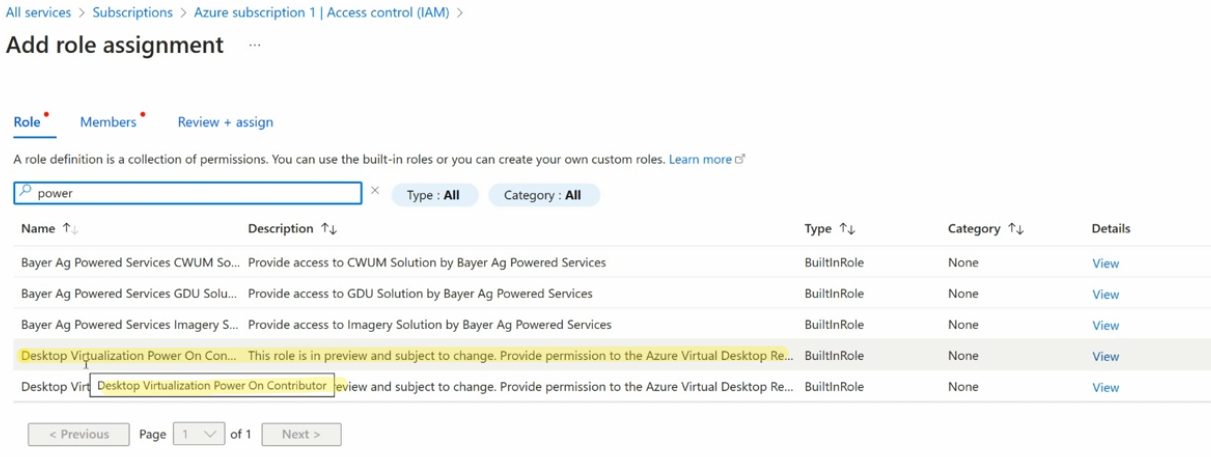 All services > Subscriptions > Azure subscription 1 | Access control (IAM) >
Add role assignment ...
Role Members Review + assign
A role definition is a collection of permissions. You can use the built-in roles or you can create your own custom roles. Learn more
power × Type : All Category : All
Name ↑↓ Description ↑↓ Type ↑↓ Category ↑↓ Details
Bayer Ag Powered Services CWUM So... Provide access to CWUM Solution by Bayer Ag Powered Services BuiltInRole None View
Bayer Ag Powered Services GDU Solu... Provide access to GDU Solution by Bayer Ag Powered Services BuiltInRole None View
Bayer Ag Powered Services Imagery S... Provide access to Imagery Solution by Bayer Ag Powered Services BuiltInRole None View
Desktop Virtualization Power On Con... This role is in preview and subject to change. Provide permission to the Azure Virtual Desktop Re... BuiltInRole None View
Desktop Virt Desktop Virtualization Power On Contributor eview and subject to change. Provide permission to the Azure Virtual Desktop Re... BuiltInRole None View
< Previous Page 1 of 1 Next >